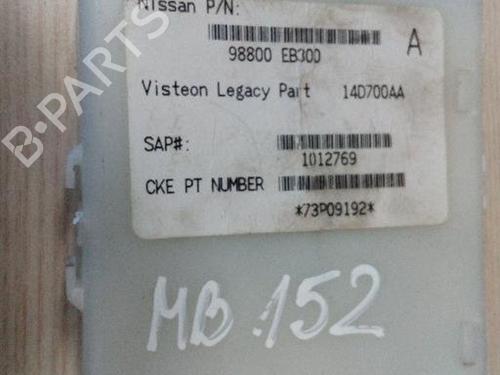 Nissan P/N:
98800 EB300 A
Visteon Legacy Part 14D700AA
SAP#:
1012769
CKE PT NUMBER
*73P09192*
MB 152
B-PARTS